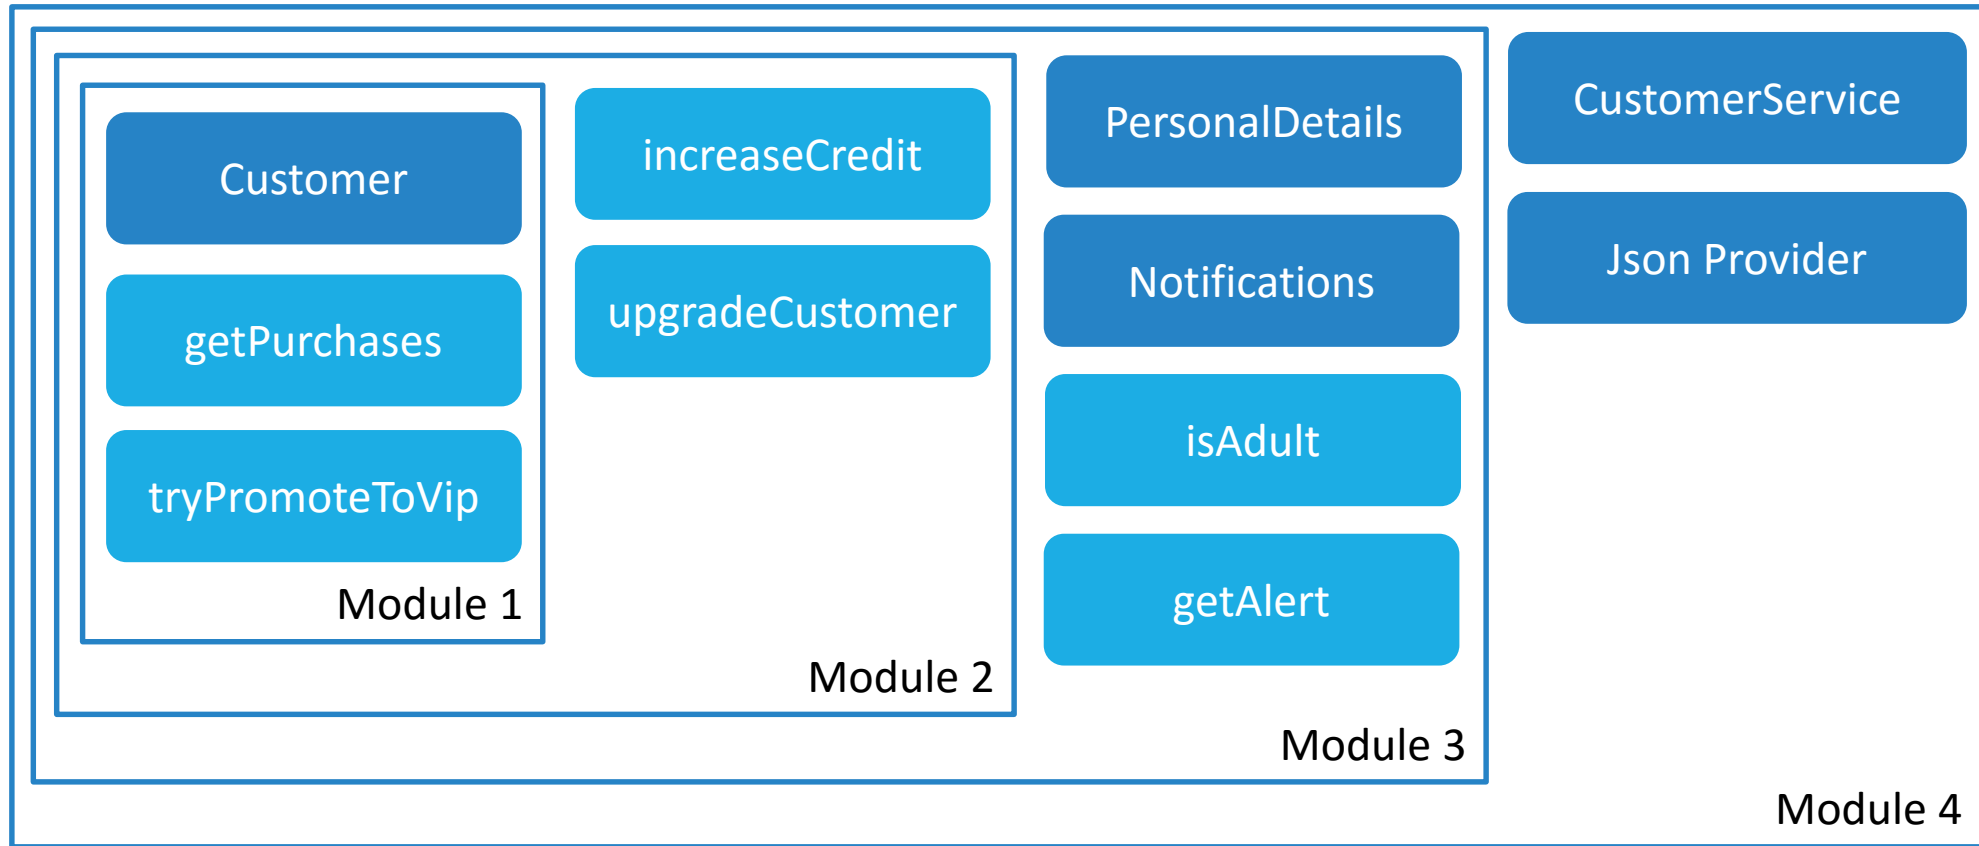 Customer
getPurchases
tryPromoteToVip
Module 1
increaseCredit
upgradeCustomer
Module 2
PersonalDetails
Notifications
isAdult
getAlert
Module 3
CustomerService
Json Provider
Module 4